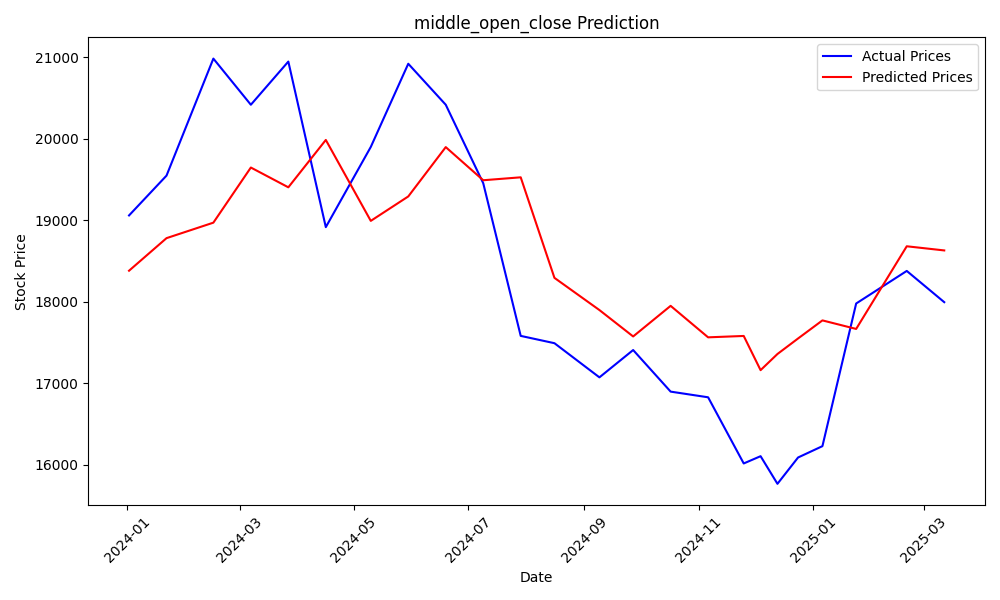 middle_open_close Prediction
Actual Prices
Predicted Prices
Stock Price
21000
20000
19000
18000
17000
16000
2024-01
2024-03
2024-05
2024-07
2024-09
2024-11
2025-01
2025-03
Date